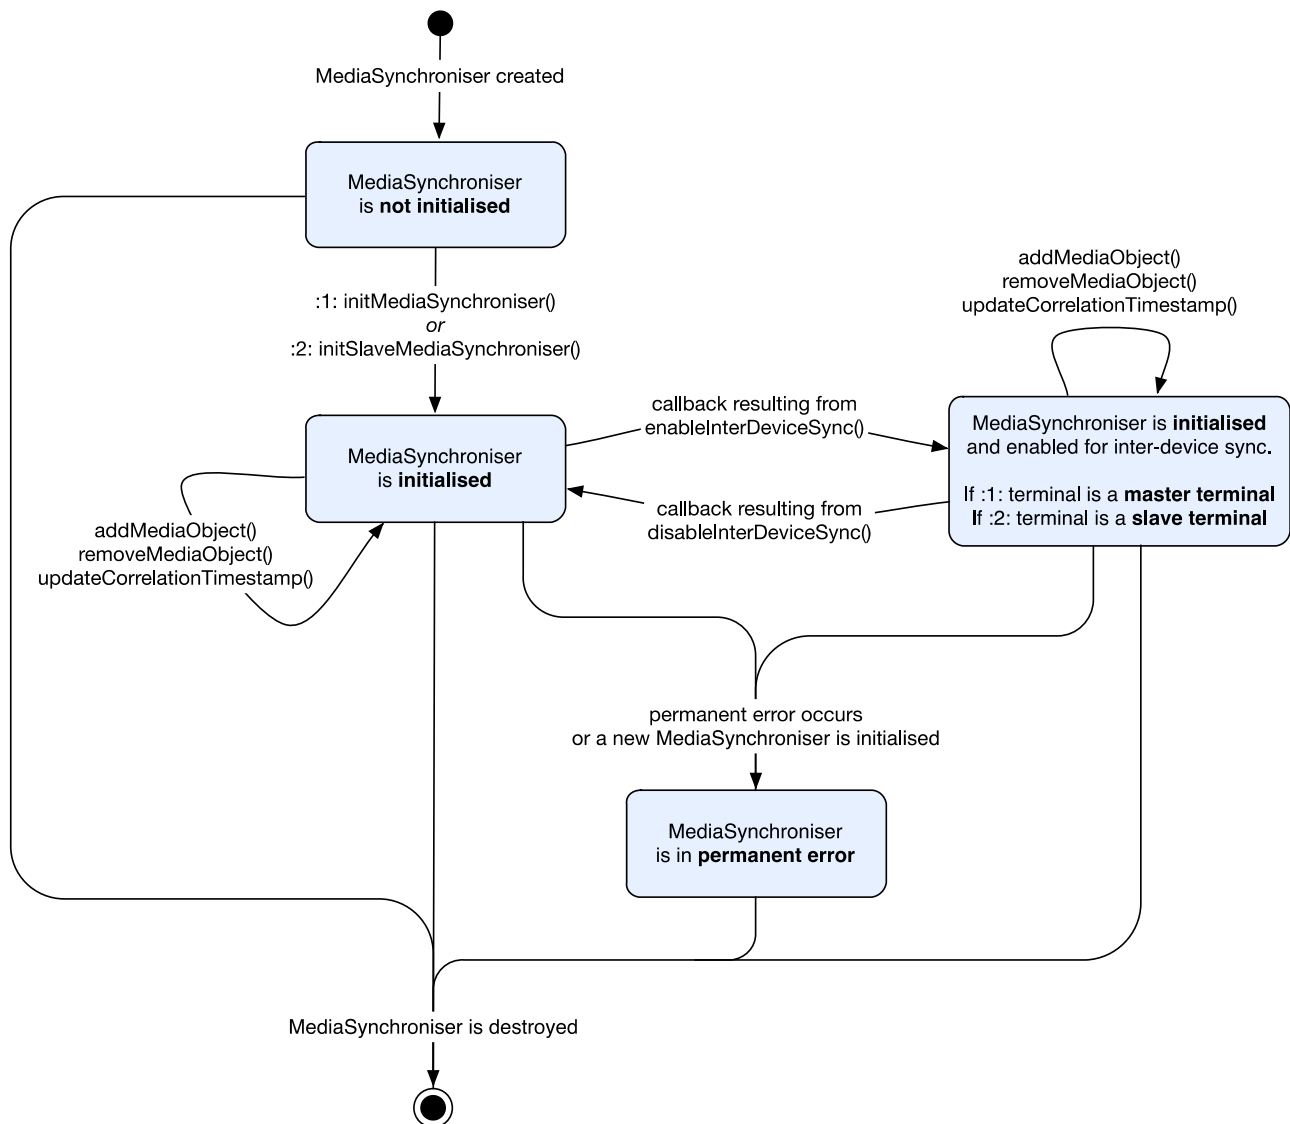 MediaSynchroniser created
MediaSynchroniser
is not initialised
:1: initMediaSynchroniser()
or
:2: initSlaveMediaSynchroniser()
addMediaObject()
removeMediaObject()
updateCorrelationTimestamp()
callback resulting from
enableInterDeviceSync()
MediaSynchroniser is initialised
and enabled for inter-device sync.
If :1: terminal is a master terminal
If :2: terminal is a slave terminal
MediaSynchroniser
is initialised
callback resulting from
disableInterDeviceSync()
addMediaObject()
removeMediaObject()
updateCorrelationTimestamp()
permanent error occurs
or a new MediaSynchroniser is initialised
MediaSynchroniser
is in permanent error
MediaSynchroniser is destroyed